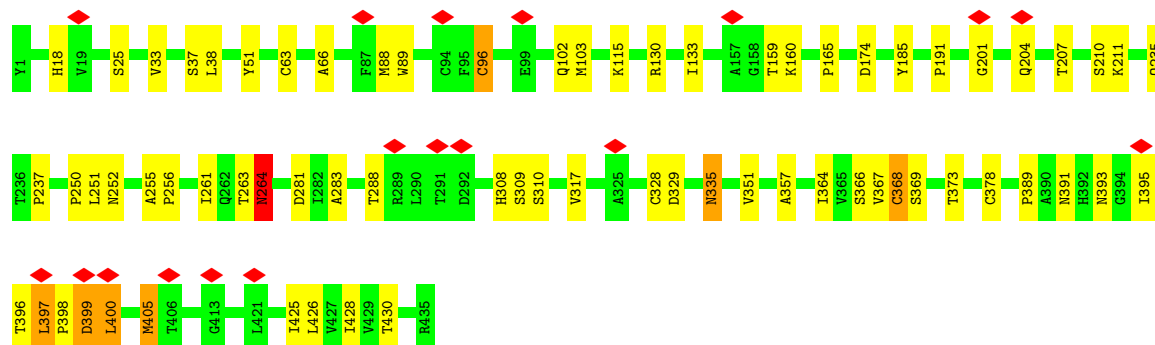 Y1 H18 V19 S25 V33 S37 L38 Y51 C63 A66 F87 M88 W89 C94 F95 C96 E99 Q102 M103 K115 R130 I133 A157 G158 T159 K160 P165 D174 Y185 P191 G201 Q204 T207 S210 K211
T236 P237 P250 L251 N252 A255 P256 I261 Q262 T263 N264 D281 I282 A283 T288 R289 L290 T291 D292 H308 S309 S310 V317 A325 C328 D329 N335 V351 A357 I364 V365 S366 V367 C368 S369 T373 C378 P389 A390 N391 H392 N393 G394 I395
T396 L397 P398 D399 L400 M405 T406 G413 L421 I425 L426 V427 I428 V429 T430 R435